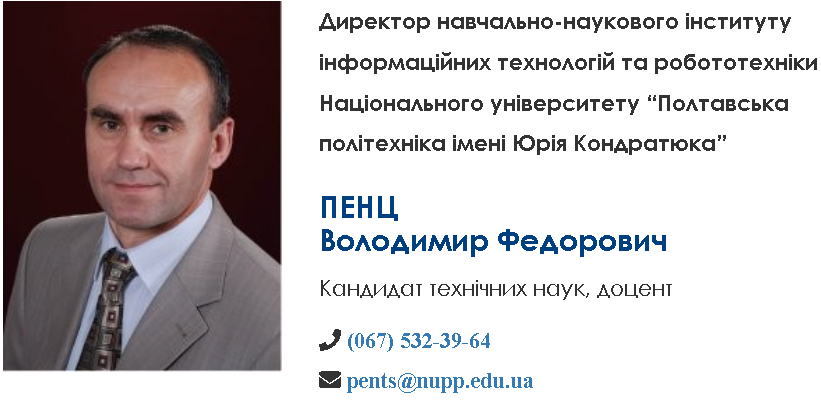 Директор навчально-наукового інституту
інформаційних технологій та робототехніки
Національного університету “Полтавська
політехніка імені Юрія Кондратюка”
ПЕНЦ
Володимир Федорович
Кандидат технічних наук, доцент
(067) 532-39-64
pents@nupp.edu.ua